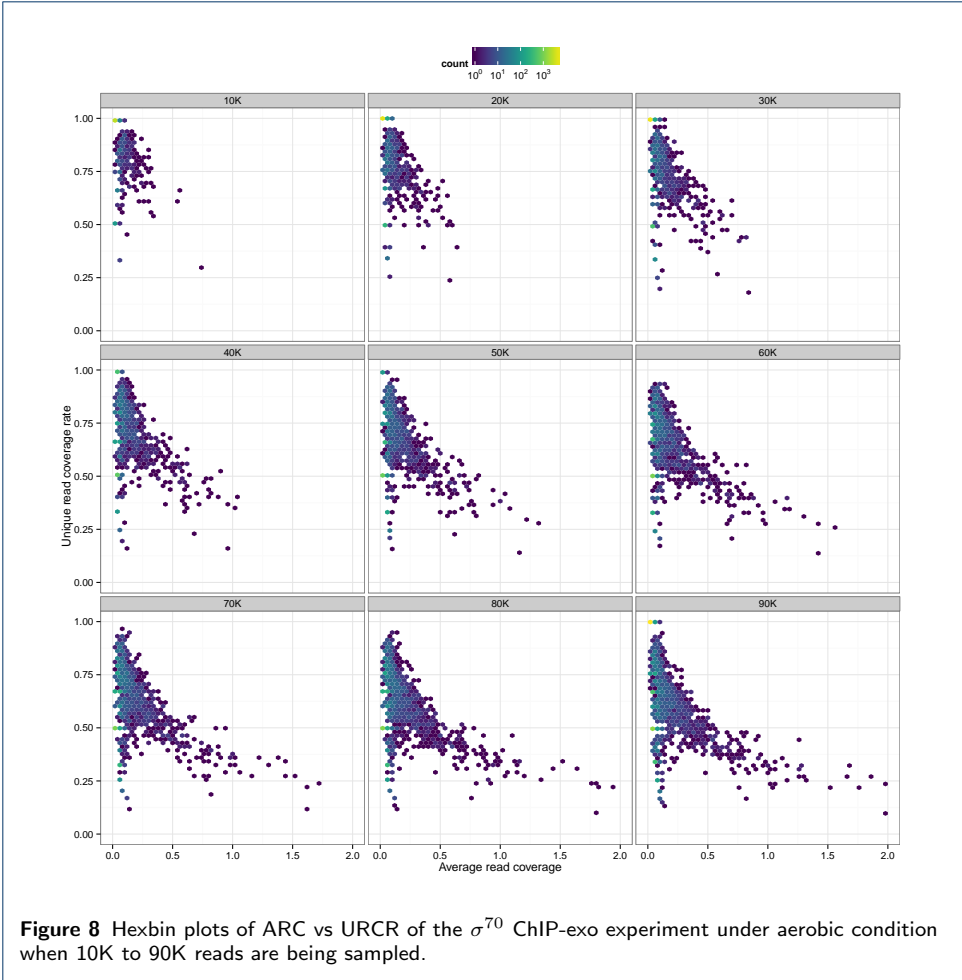 count
10⁰ 10¹ 10² 10³
10K 20K 30K
1.00
0.75
0.50
0.25
0.00
40K 50K 60K
Unique read coverage rate
1.00
0.75
0.50
0.25
0.00
70K 80K 90K
1.00
0.75
0.50
0.25
0.00
0.0 0.5 1.0 1.5 2.0 0.0 0.5 1.0 1.5 2.0 0.0 0.5 1.0 1.5 2.0
Average read coverage
Figure 8 Hexbin plots of ARC vs URCR of the σ⁷⁰ ChIP-exo experiment under aerobic condition
when 10K to 90K reads are being sampled.